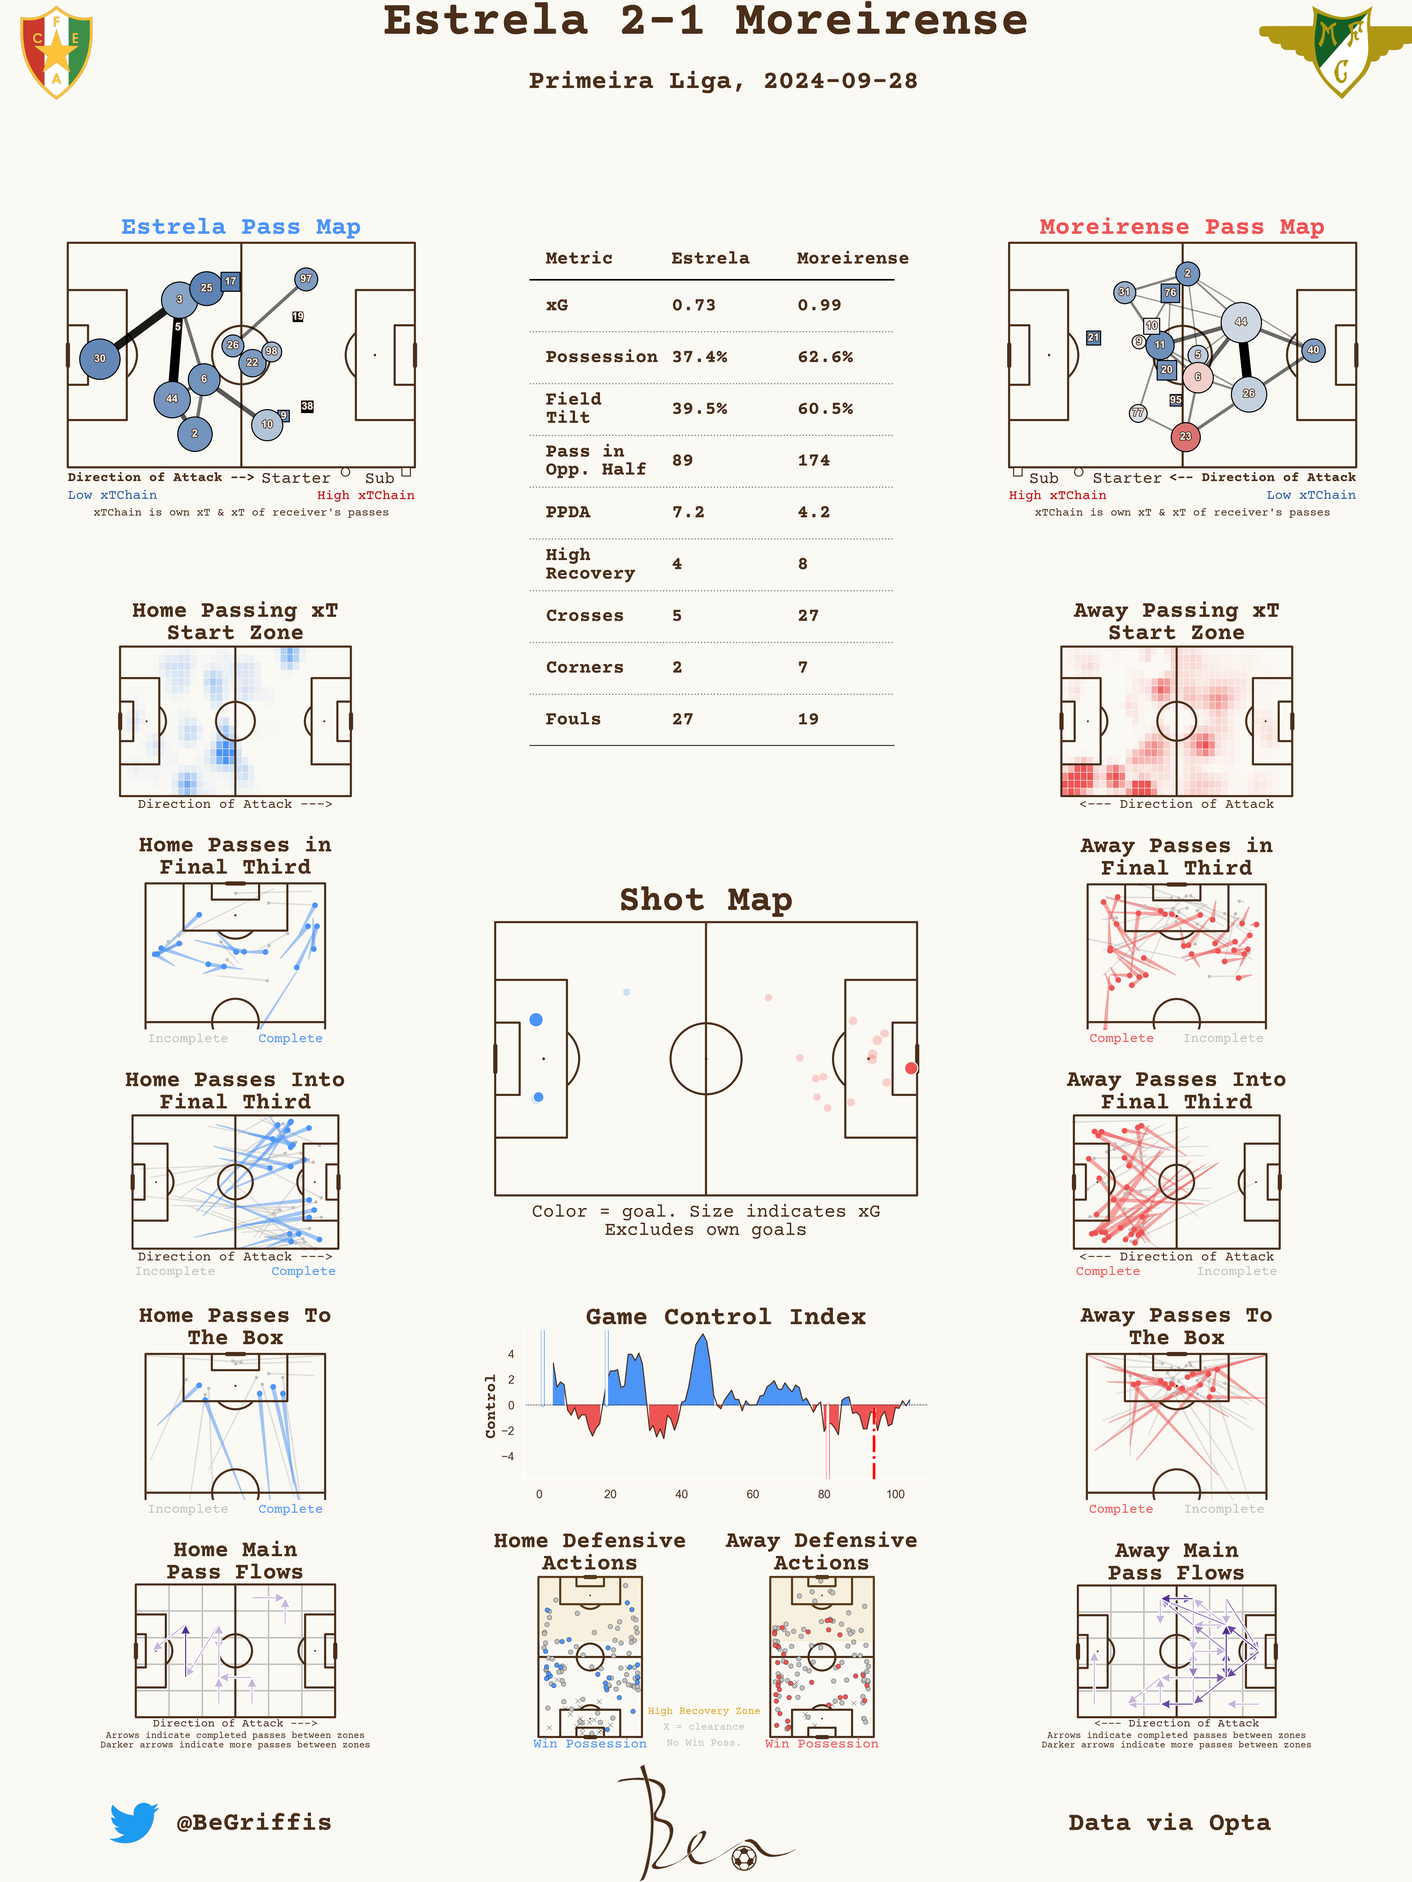 Estrela 2-1 Moreirense
Primeira Liga, 2024-09-28
F
C E
A
M F
C
Estrela Pass Map
30
3
25
17
5
44
2
6
26
22
98
97
19
38
9
10
Direction of Attack --> Starter Sub
Low xTChain High xTChain
xTChain is own xT & xT of receiver's passes
Metric Estrela Moreirense
xG 0.73 0.99
Possession 37.4% 62.6%
Field
Tilt 39.5% 60.5%
Pass in
Opp. Half 89 174
PPDA 7.2 4.2
High
Recovery 4 8
Crosses 5 27
Corners 2 7
Fouls 27 19
Moreirense Pass Map
2
31
76
10
9
11
21
20
5
6
44
40
26
95
77
23
Sub Starter <-- Direction of Attack
High xTChain Low xTChain
xTChain is own xT & xT of receiver's passes
Home Passing xT
Start Zone
Direction of Attack --->
Away Passing xT
Start Zone
<--- Direction of Attack
Home Passes in
Final Third
Incomplete Complete
Away Passes in
Final Third
Complete Incomplete
Shot Map
Color = goal. Size indicates xG
Excludes own goals
Home Passes Into
Final Third
Direction of Attack --->
Incomplete Complete
Away Passes Into
Final Third
<--- Direction of Attack
Complete Incomplete
Home Passes To
The Box
Incomplete Complete
Game Control Index
Control
4
2
0
−2
−4
0 20 40 60 80 100
Away Passes To
The Box
Complete Incomplete
Home Main
Pass Flows
Direction of Attack --->
Arrows indicate completed passes between zones
Darker arrows indicate more passes between zones
Home Defensive
Actions
Win Possession
Away Defensive
Actions
Win Possession
High Recovery Zone
X = clearance
No Win Poss.
Away Main
Pass Flows
<--- Direction of Attack
Arrows indicate completed passes between zones
Darker arrows indicate more passes between zones
@BeGriffis
Ben
Data via Opta